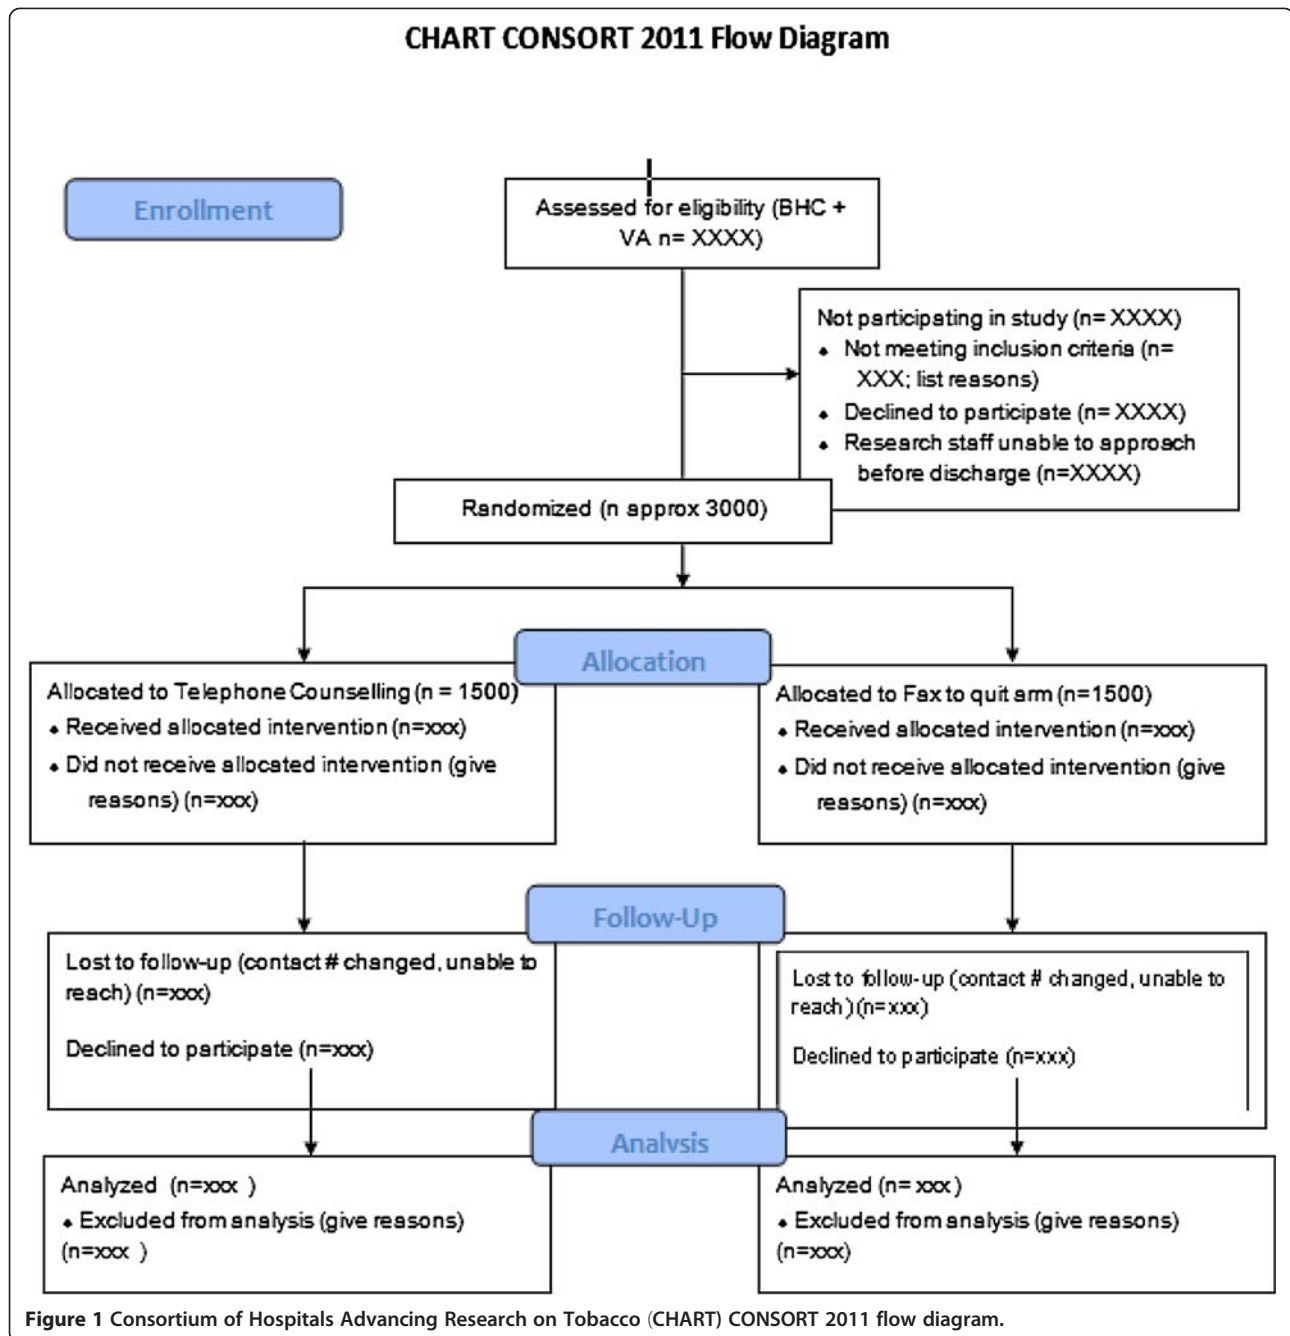 CHART CONSORT 2011 Flow Diagram
Enrollment
Assessed for eligibility (BHC +
VA n= XXXX)
Not participating in study (n= XXXX)
⬥ Not meeting inclusion criteria (n=
XXX; list reasons)
⬥ Declined to participate (n= XXXX)
⬥ Research staff unable to approach
before discharge (n=XXXX)
Randomized (n approx 3000)
Allocation
Allocated to Telephone Counselling (n = 1500)
⬥ Received allocated intervention (n=xxx)
⬥ Did not receive allocated intervention (give
reasons) (n=xxx)
Allocated to Fax to quit arm (n=1500)
⬥ Received allocated intervention (n=xxx)
⬥ Did not receive allocated intervention (give
reasons) (n=xxx)
Follow-Up
Lost to follow-up (contact # changed, unable to
reach) (n=xxx)
Declined to participate (n=xxx)
Lost to follow-up (contact # changed, unable to
reach)(n=xxx)
Declined to participate (n=xxx)
Analysis
Analyzed (n=xxx )
⬥ Excluded from analysis (give reasons)
(n=xxx )
Analyzed (n= xxx)
⬥ Excluded from analysis (give reasons)
(n=xxx)
Figure 1 Consortium of Hospitals Advancing Research on Tobacco (CHART) CONSORT 2011 flow diagram.